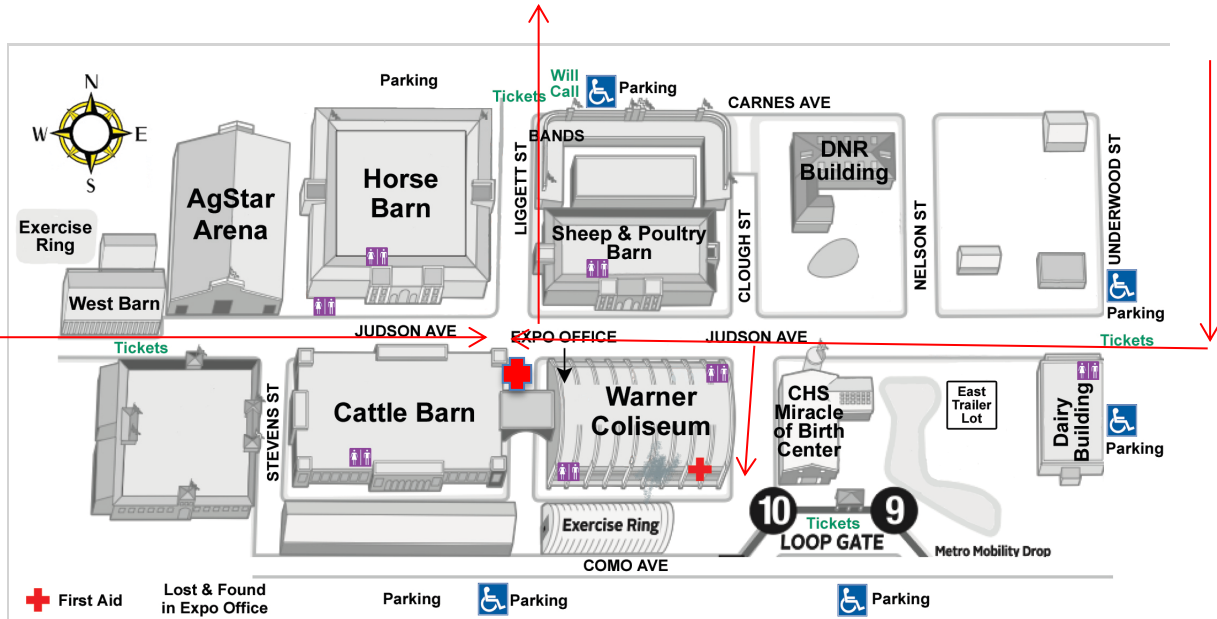 Parking
Will
Call
Tickets
Parking
CARNES AVE
N
W
E
S
BANDS
LIGGETT ST
AgStar
Arena
Horse
Barn
DNR
Building
Exercise
Ring
Sheep & Poultry
Barn
CLOUGH ST
NELSON ST
UNDERWOOD ST
West Barn
Parking
JUDSON AVE
EXPO OFFICE
JUDSON AVE
Tickets
Tickets
STEVENS ST
Cattle Barn
Warner
Coliseum
CHS
Miracle
of Birth
Center
East
Trailer
Lot
Dairy
Building
Parking
10
9
Tickets
LOOP GATE
Exercise Ring
Metro Mobility Drop
COMO AVE
First Aid
Lost & Found
in Expo Office
Parking
Parking
Parking